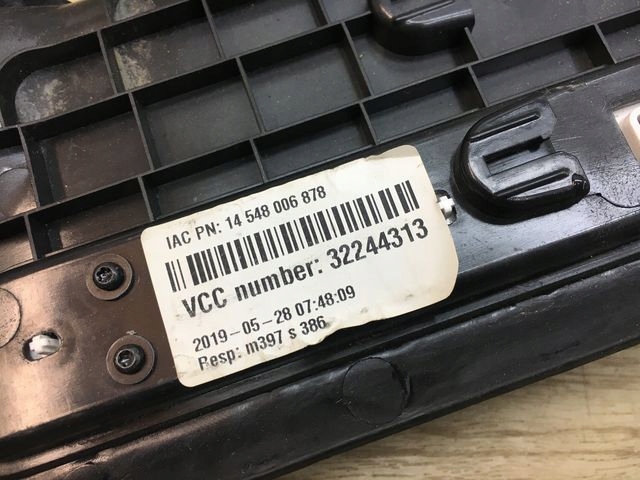 IAC PN: 14 548 006 878
VCC number: 32244313
2019-05-28 07:48:09
Resp: m397 s 386